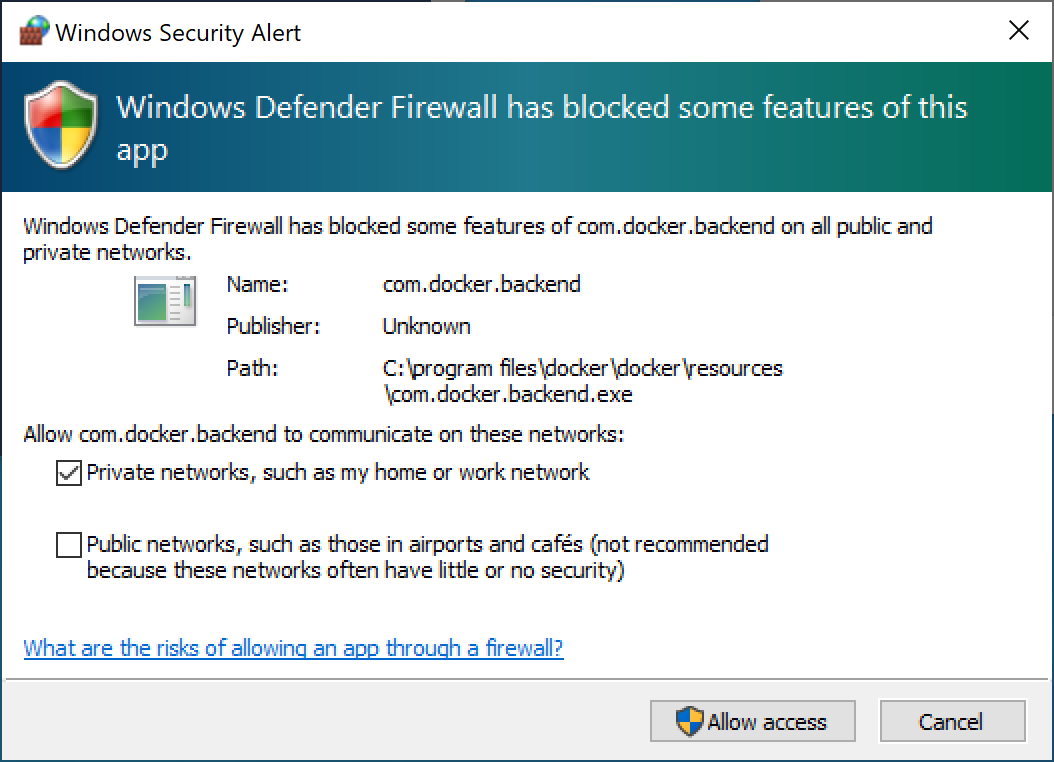 Windows Security Alert
Windows Defender Firewall has blocked some features of this
app
Windows Defender Firewall has blocked some features of com.docker.backend on all public and
private networks.
Name: com.docker.backend
Publisher: Unknown
Path: C:\program files\docker\docker\resources
\com.docker.backend.exe
Allow com.docker.backend to communicate on these networks:
Private networks, such as my home or work network
Public networks, such as those in airports and cafés (not recommended
because these networks often have little or no security)
What are the risks of allowing an app through a firewall?
Allow access Cancel